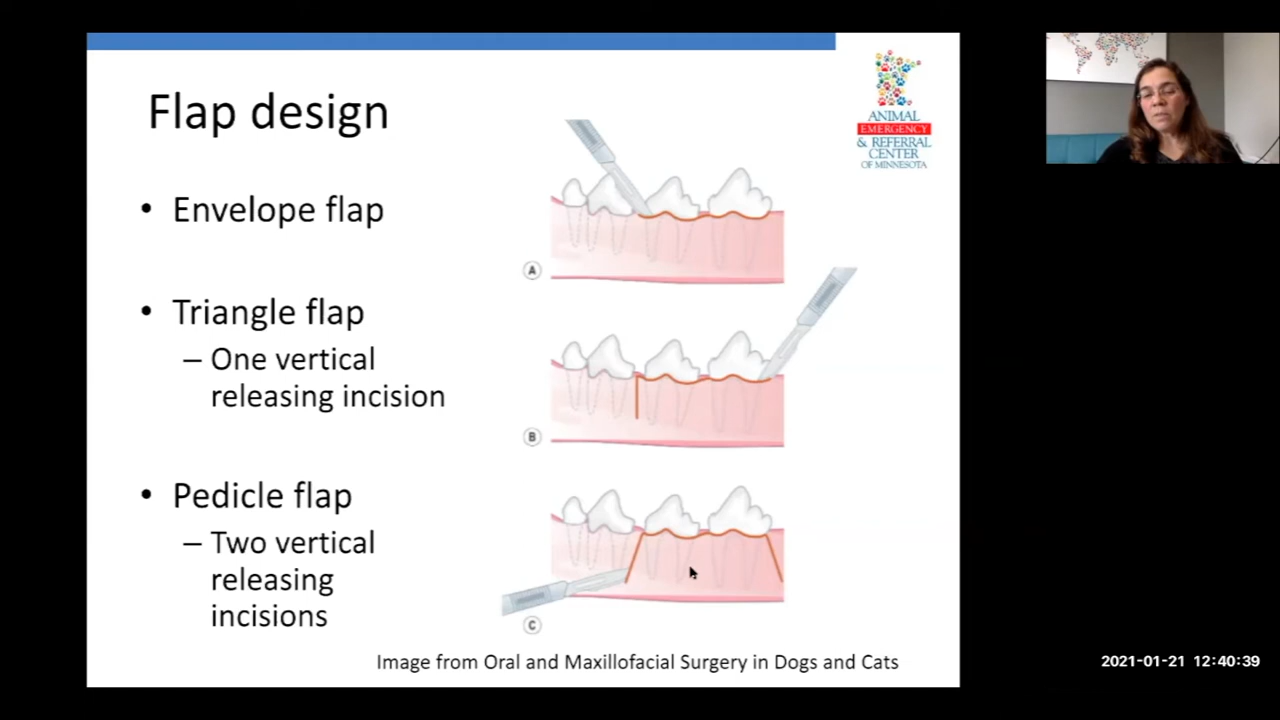 Flap design
• Envelope flap
• Triangle flap
– One vertical
releasing incision
• Pedicle flap
– Two vertical
releasing
incisions
A
B
C
Image from Oral and Maxillofacial Surgery in Dogs and Cats
ANIMAL
EMERGENCY
& REFERRAL
CENTER
OF MINNESOTA
2021-01-21 12:40:39